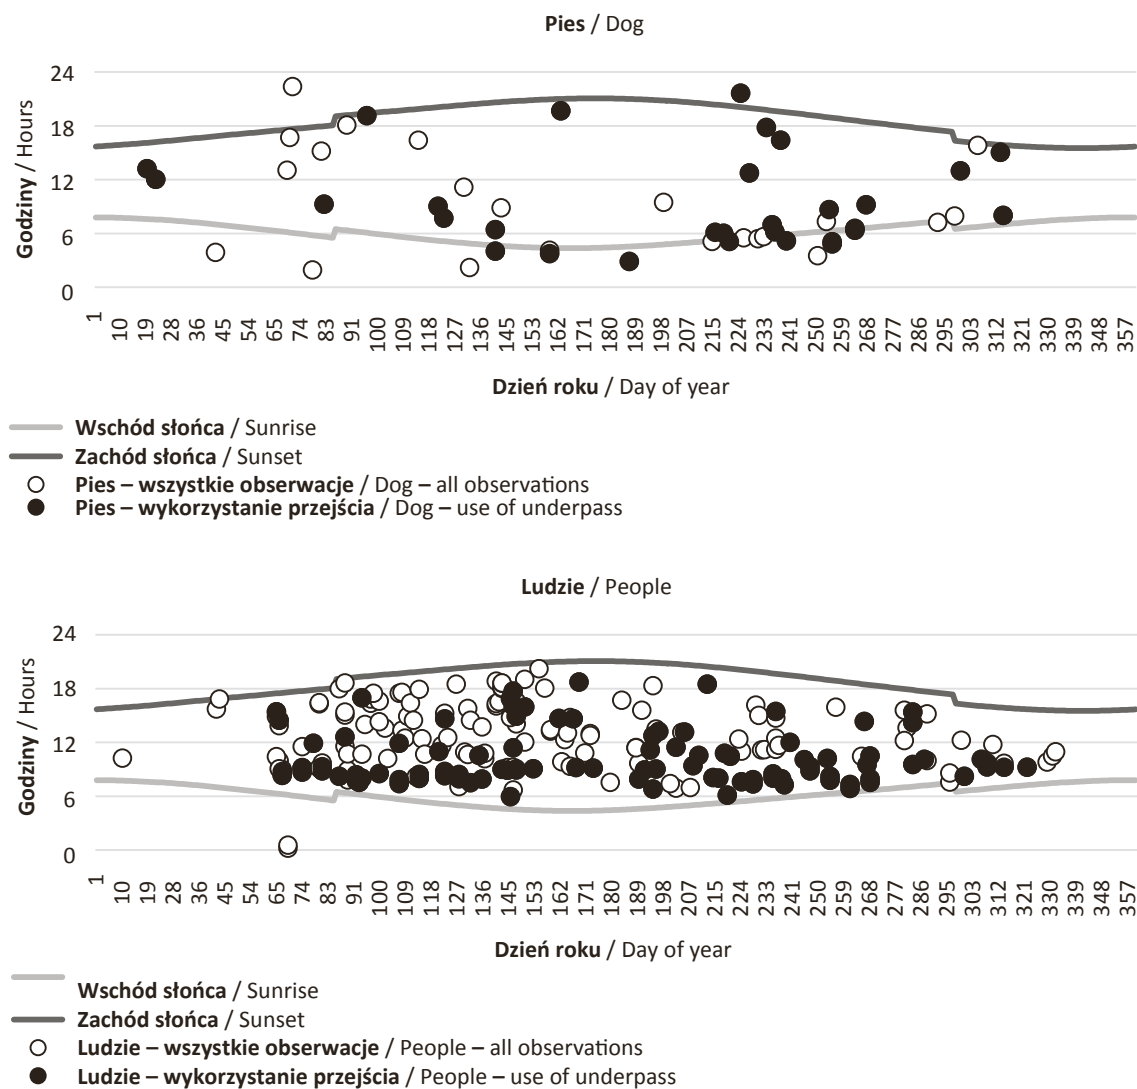 Pies / Dog
24
18
12
6
0
Godziny / Hours
1 10 19 28 36 45 54 65 74 83 91 100 109 118 127 136 145 153 162 171 180 189 198 207 215 224 233 241 250 259 268 277 286 295 303 312 321 330 339 348 357
Dzień roku / Day of year
Wschód słońca / Sunrise
Zachód słońca / Sunset
Pies – wszystkie obserwacje / Dog – all observations
Pies – wykorzystanie przejścia / Dog – use of underpass
Ludzie / People
24
18
12
6
0
Godziny / Hours
1 10 19 28 36 45 54 65 74 83 91 100 109 118 127 136 145 153 162 171 180 189 198 207 215 224 233 241 250 259 268 277 286 295 303 312 321 330 339 348 357
Dzień roku / Day of year
Wschód słońca / Sunrise
Zachód słońca / Sunset
Ludzie – wszystkie obserwacje / People – all observations
Ludzie – wykorzystanie przejścia / People – use of underpass